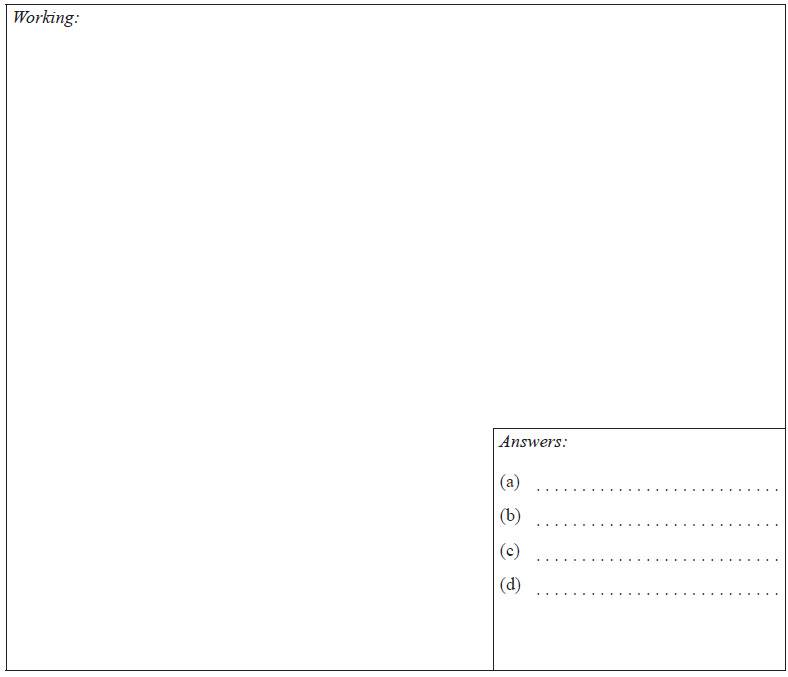 Working:
Answers:
(a) . . . . . . . . . . . . . . . . . . . . . . . . . . .
(b) . . . . . . . . . . . . . . . . . . . . . . . . . . .
(c) . . . . . . . . . . . . . . . . . . . . . . . . . . .
(d) . . . . . . . . . . . . . . . . . . . . . . . . . . .